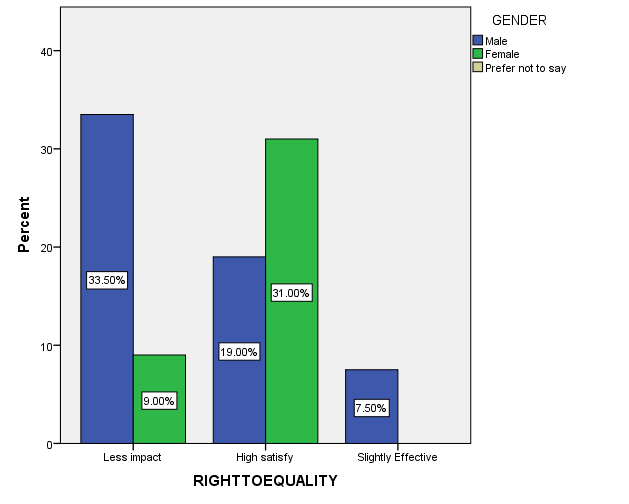 GENDER
Male
Female
Prefer not to say
Percent
40
30
20
10
0
33.50%
9.00%
19.00%
31.00%
7.50%
Less impact
High satisfy
Slightly Effective
RIGHTTOEQUALITY